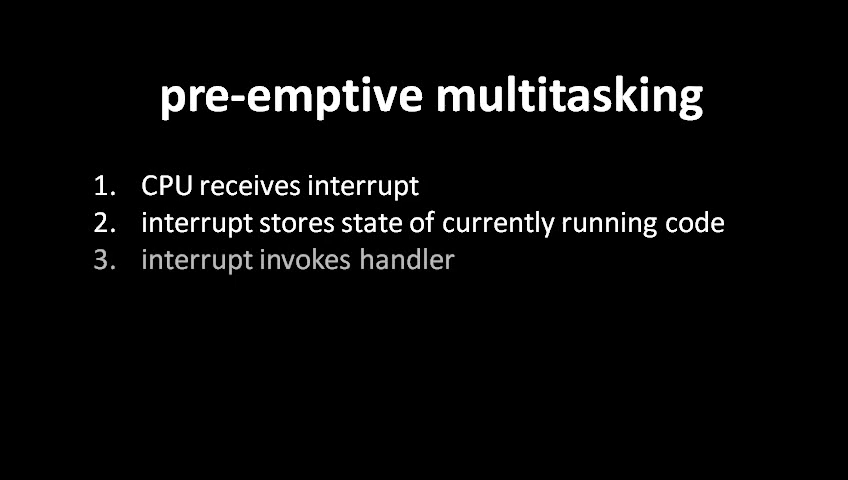 pre-emptive multitasking
1. CPU receives interrupt
2. interrupt stores state of currently running code
3. interrupt invokes handler